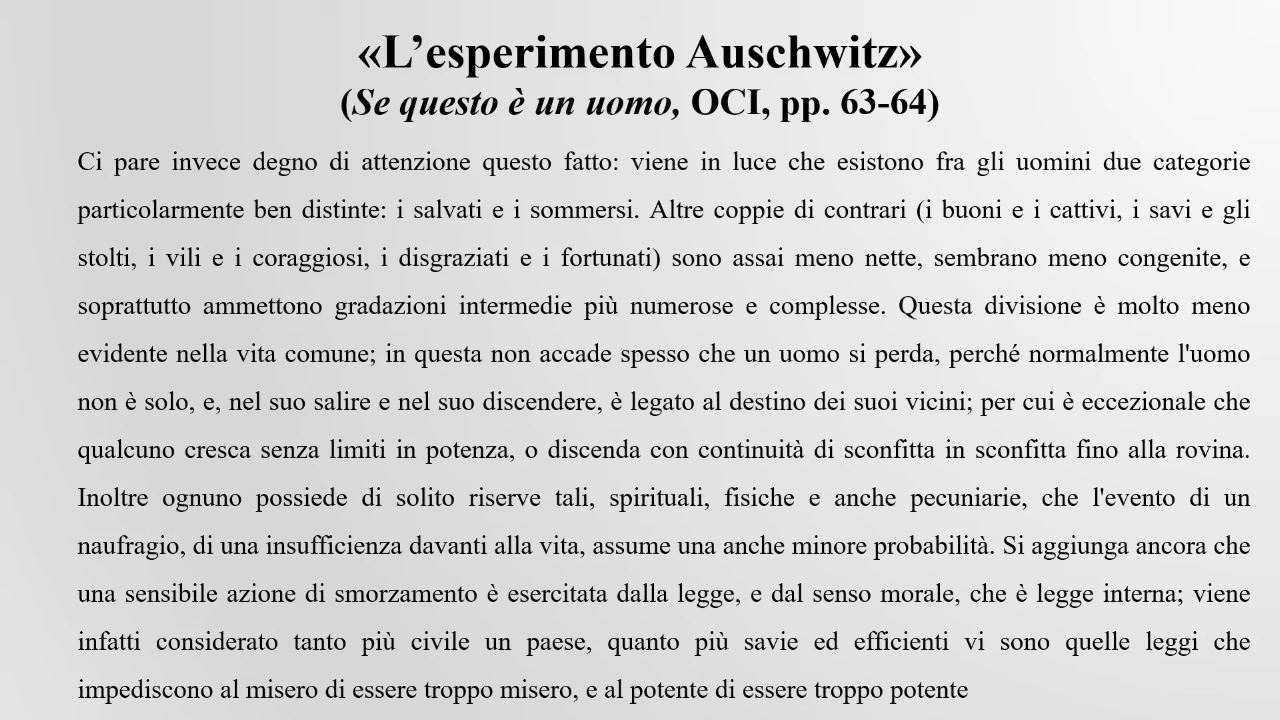 «L’esperimento Auschwitz»
(Se questo è un uomo, OCI, pp. 63-64)
Ci pare invece degno di attenzione questo fatto: viene in luce che esistono fra gli uomini due categorie
particolarmente ben distinte: i salvati e i sommersi. Altre coppie di contrari (i buoni e i cattivi, i savi e gli
stolti, i vili e i coraggiosi, i disgraziati e i fortunati) sono assai meno nette, sembrano meno congenite, e
soprattutto ammettono gradazioni intermedie più numerose e complesse. Questa divisione è molto meno
evidente nella vita comune; in questa non accade spesso che un uomo si perda, perché normalmente l'uomo
non è solo, e, nel suo salire e nel suo discendere, è legato al destino dei suoi vicini; per cui è eccezionale che
qualcuno cresca senza limiti in potenza, o discenda con continuità di sconfitta in sconfitta fino alla rovina.
Inoltre ognuno possiede di solito riserve tali, spirituali, fisiche e anche pecuniarie, che l'evento di un
naufragio, di una insufficienza davanti alla vita, assume una anche minore probabilità. Si aggiunga ancora che
una sensibile azione di smorzamento è esercitata dalla legge, e dal senso morale, che è legge interna; viene
infatti considerato tanto più civile un paese, quanto più savie ed efficienti vi sono quelle leggi che
impediscono al misero di essere troppo misero, e al potente di essere troppo potente